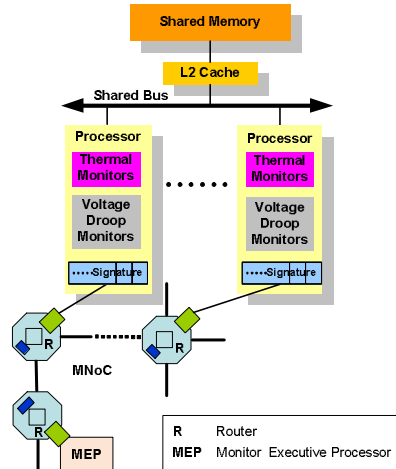 Shared Memory
L2 Cache
Shared Bus
Processor
Thermal
Monitors
Voltage
Droop
Monitors
Signature
Processor
Thermal
Monitors
Voltage
Droop
Monitors
Signature
R
R
MNoC
R
MEP
R Router
MEP Monitor Executive Processor